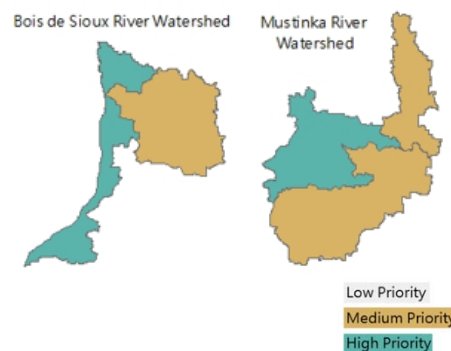 Bois de Sioux River Watershed
Mustinka River
Watershed
Low Priority
Medium Priority
High Priority